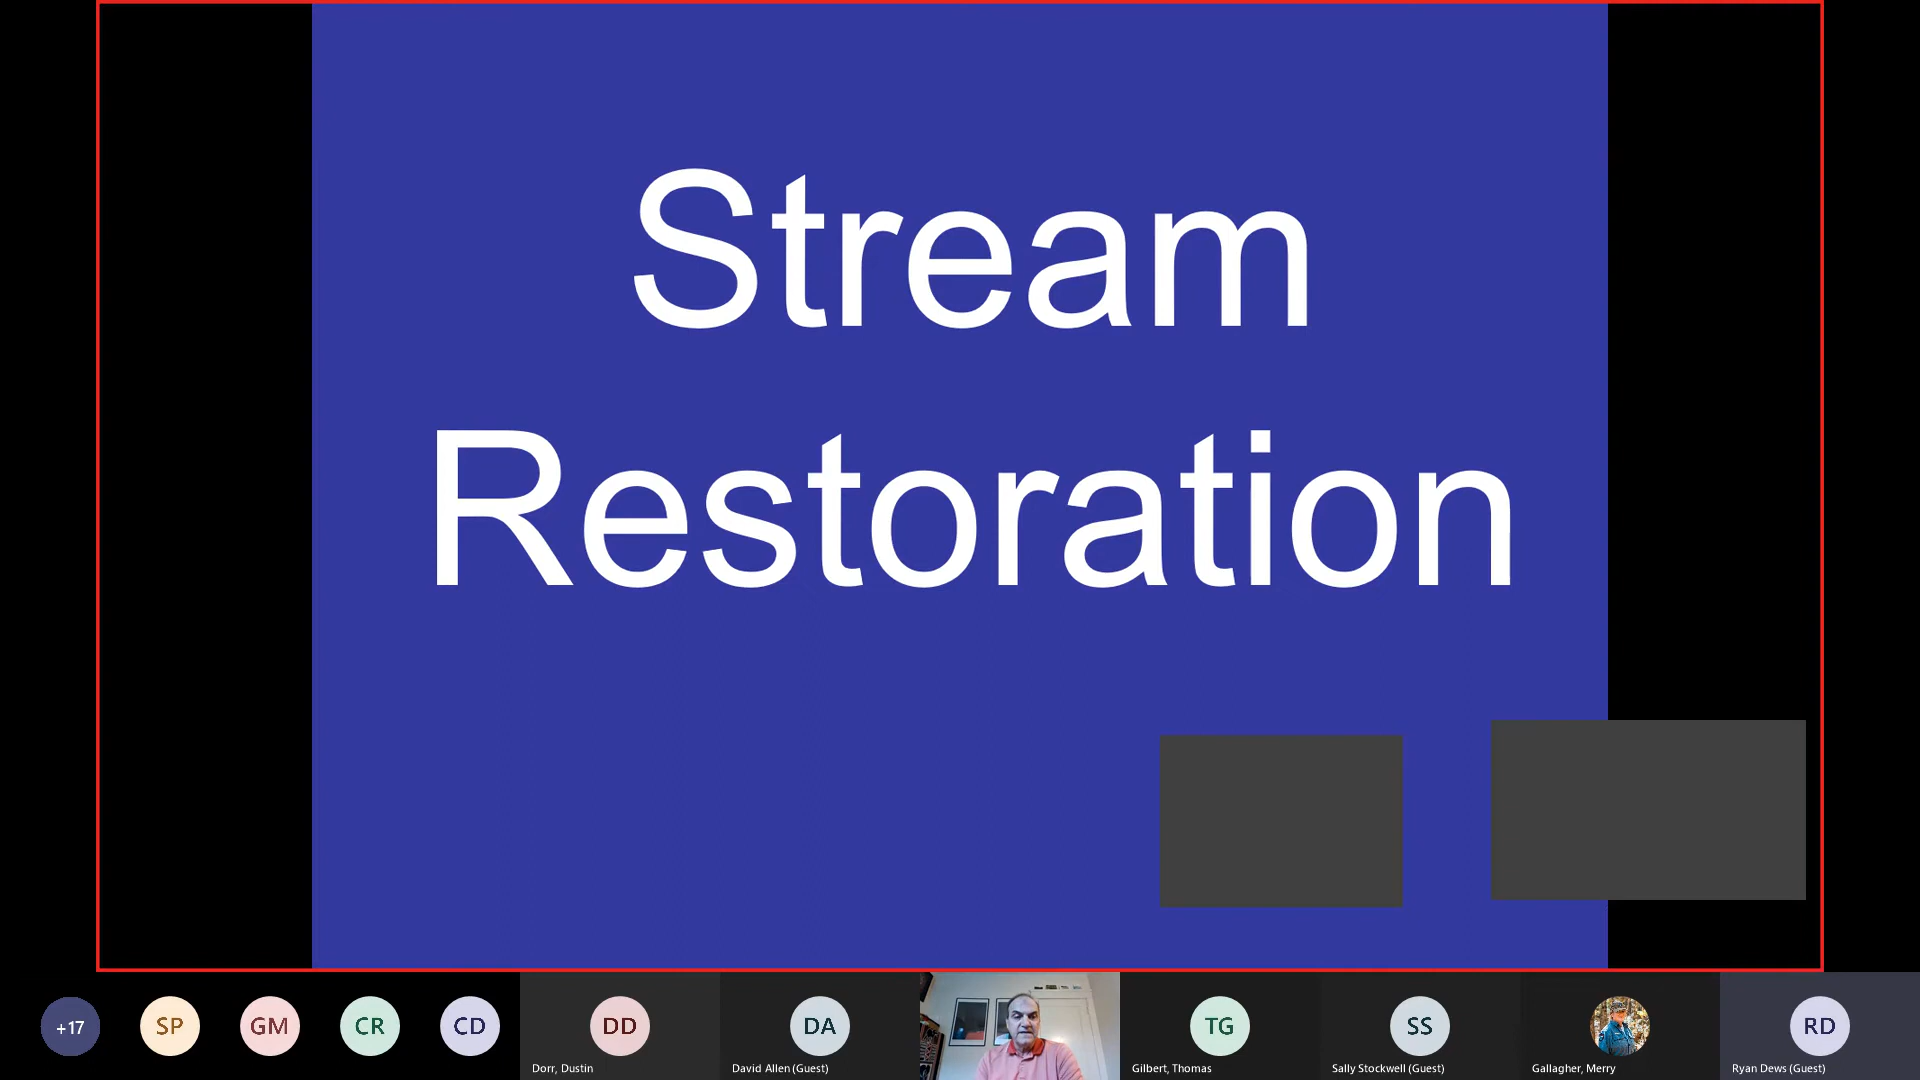 Stream
Restoration
+17
SP
GM
CR
CD
DD
DA
TG
SS
RD
Dorr, Dustin
David Allen (Guest)
Gilbert, Thomas
Sally Stockwell (Guest)
Gallagher, Merry
Ryan Dews (Guest)